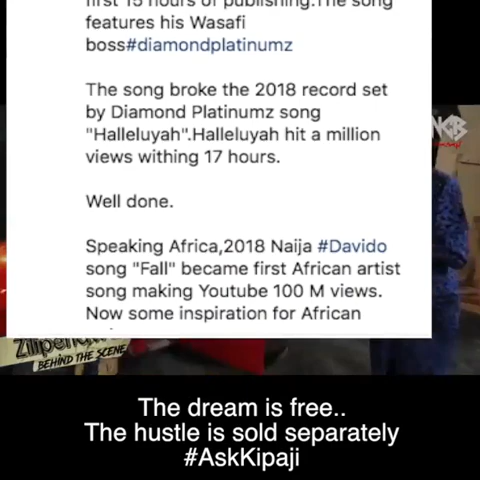 first 15 hours of publishing.The song
features his Wasafi
boss#diamondplatinumz
The song broke the 2018 record set
by Diamond Platinumz song
"Halleluyah".Halleluyah hit a million
views withing 17 hours.
Well done.
Speaking Africa,2018 Naija #Davido
song "Fall" became first African artist
song making Youtube 100 M views.
Now some inspiration for African
BEHIND THE SCENE
The dream is free..
The hustle is sold separately
#AskKipaji